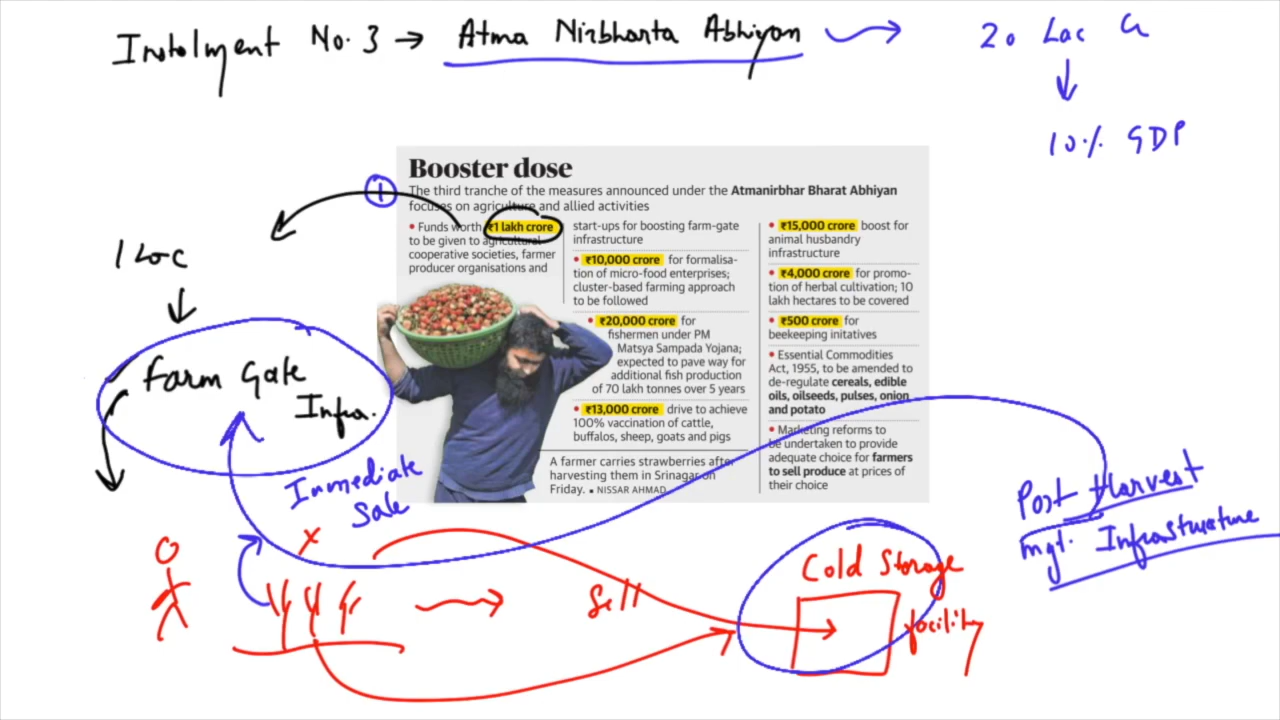 Instolment No. 3 → Atma Nirbharta Abhiyan
20 Lac Cr
10% GDP
Booster dose
The third tranche of the measures announced under the Atmanirbhar Bharat Abhiyan
focuses on agriculture and allied activities
1
• Funds worth ₹1 lakh crore
to be given to agricultural
cooperative societies, farmer
producer organisations and
start-ups for boosting farm-gate
infrastructure
• ₹10,000 crore for formalisa-
tion of micro-food enterprises;
cluster-based farming approach
to be followed
• ₹20,000 crore for
fishermen under PM
Matsya Sampada Yojana;
expected to pave way for
additional fish production
of 70 lakh tonnes over 5 years
• ₹13,000 crore drive to achieve
100% vaccination of cattle,
buffalos, sheep, goats and pigs
A farmer carries strawberries after
harvesting them in Srinagar on
Friday. ▪ NISSAR AHMAD
• ₹15,000 crore boost for
animal husbandry
infrastructure
• ₹4,000 crore for promo-
tion of herbal cultivation; 10
lakh hectares to be covered
• ₹500 crore for
beekeeping initatives
• Essential Commodities
Act, 1955, to be amended to
de-regulate cereals, edible
oils, oilseeds, pulses, onion
and potato
• Marketing reforms to
be undertaken to provide
adequate choice for farmers
to sell produce at prices of
their choice
1 Lac
Farm Gate
Infra.
Immediate
Sale
Post Harvest
mgt. Infrastructure
Sell
Cold Storage
facility